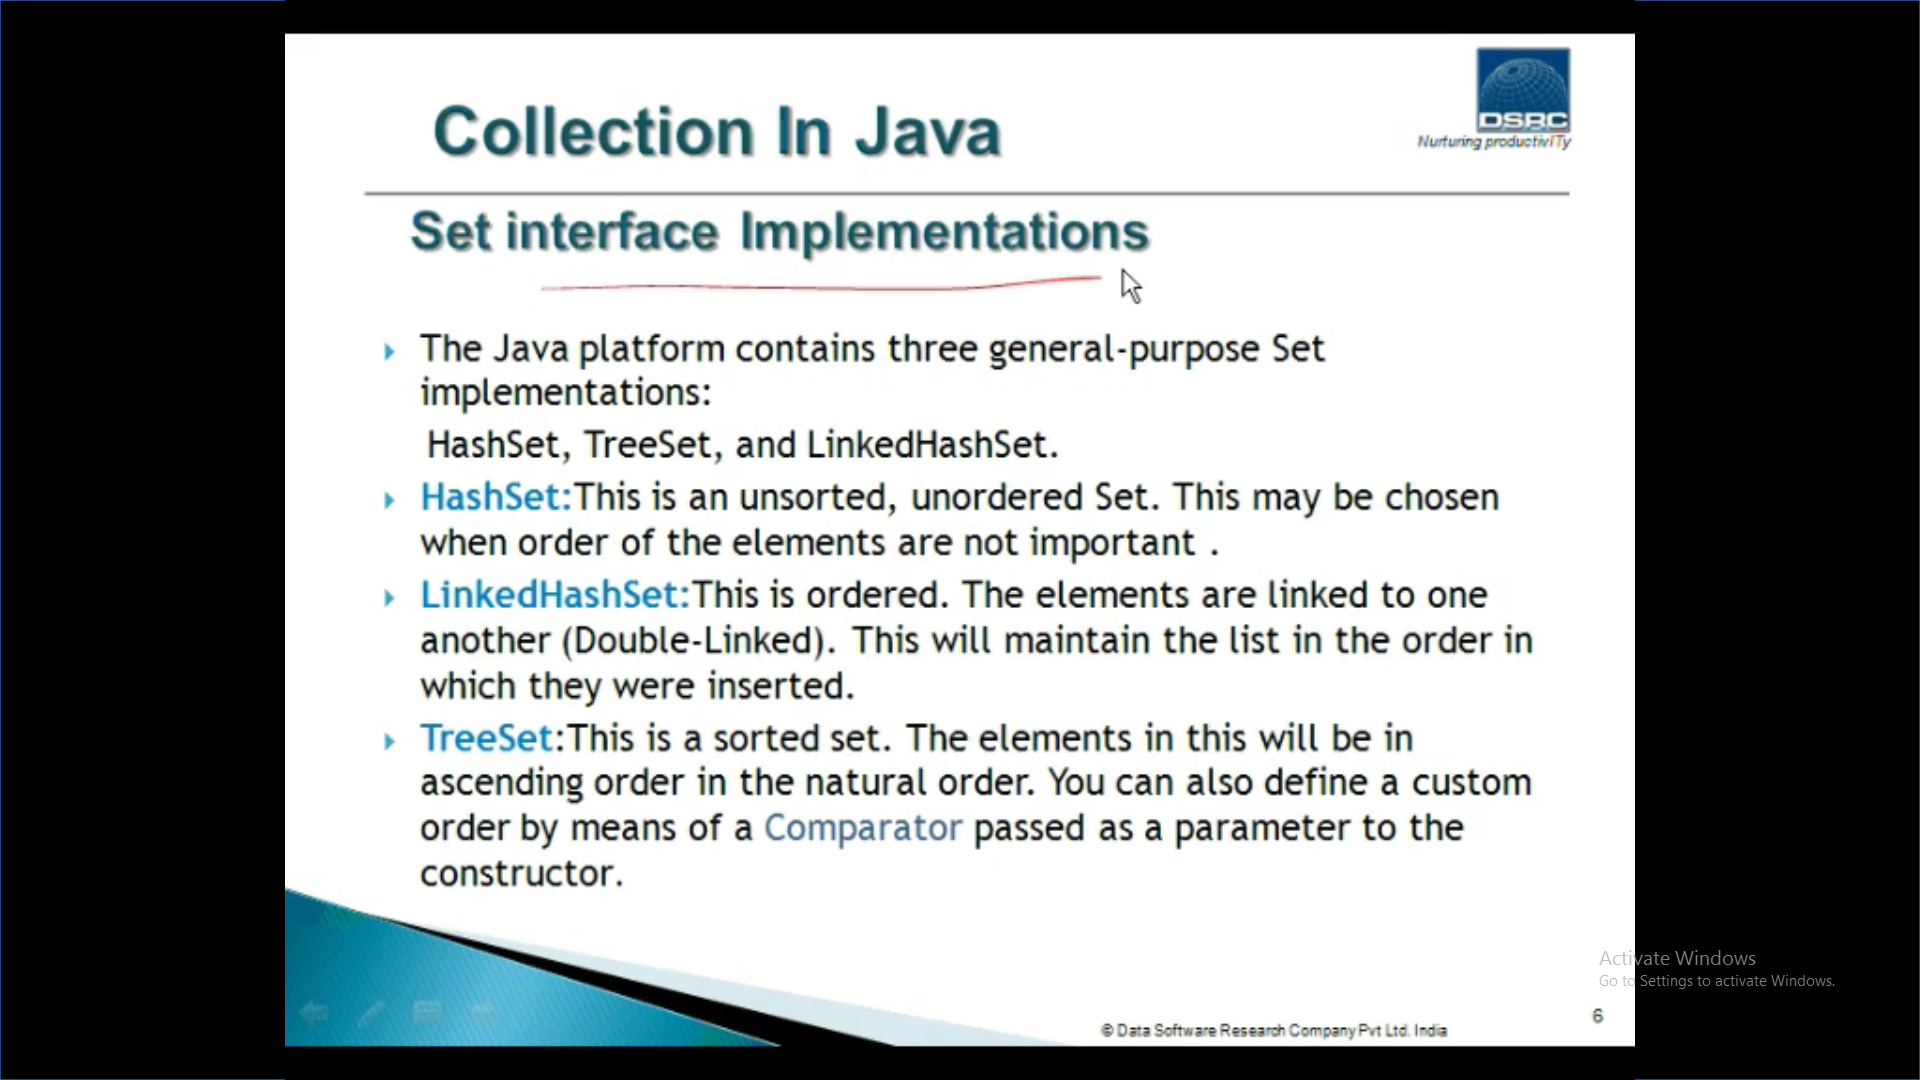 DSRC
Nurturing productivITy
Collection In Java
Set interface Implementations
The Java platform contains three general-purpose Set
implementations:
HashSet, TreeSet, and LinkedHashSet.
HashSet:This is an unsorted, unordered Set. This may be chosen
when order of the elements are not important .
LinkedHashSet:This is ordered. The elements are linked to one
another (Double-Linked). This will maintain the list in the order in
which they were inserted.
TreeSet:This is a sorted set. The elements in this will be in
ascending order in the natural order. You can also define a custom
order by means of a Comparator passed as a parameter to the
constructor.
Activate Windows
Go to Settings to activate Windows.
6
© Data Software Research Company Pvt Ltd. India